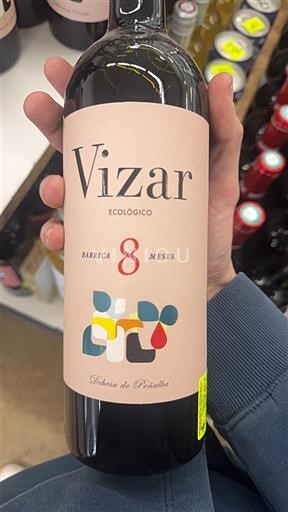 Vizar
ECOLÓGICO
BARRICA 8 MESES
Dehesa de Peñalba